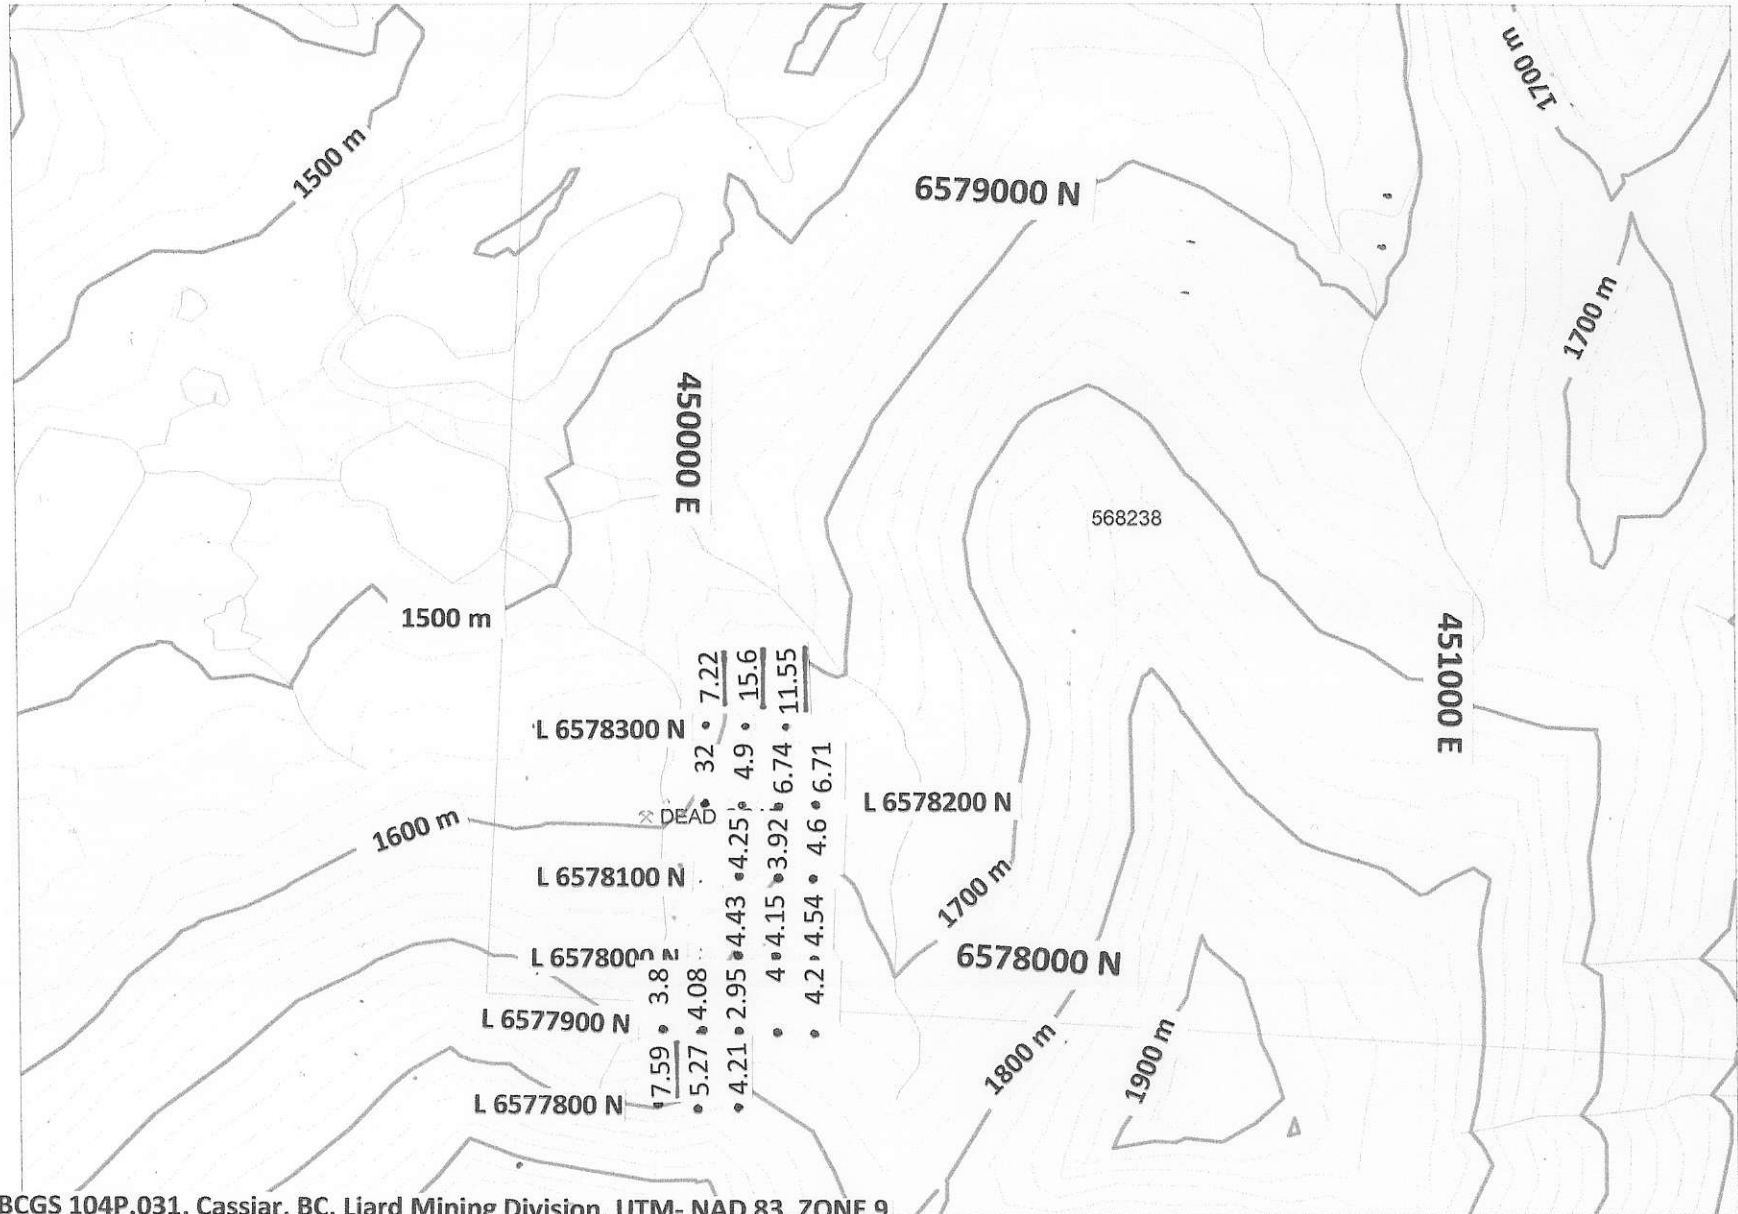 1700 m
1500 m
6579000 N
1700 m
450000 E
568238
1500 m
451000 E
7.22
15.6
11.55
L 6578300 N
32
4.9
6.74
6.71
L 6578200 N
DEAD
1600 m
4.25
3.92
4.6
L 6578100 N
1700 m
4.43
4.15
4.54
L 6578000 N
6578000 N
3.8
4.08
2.95
4
4.2
L 6577900 N
1800 m
1900 m
7.59
5.27
4.21
L 6577800 N
BCGS 104P.031, Cassiar, BC, Liard Mining Division, UTM- NAD 83, ZONE 9